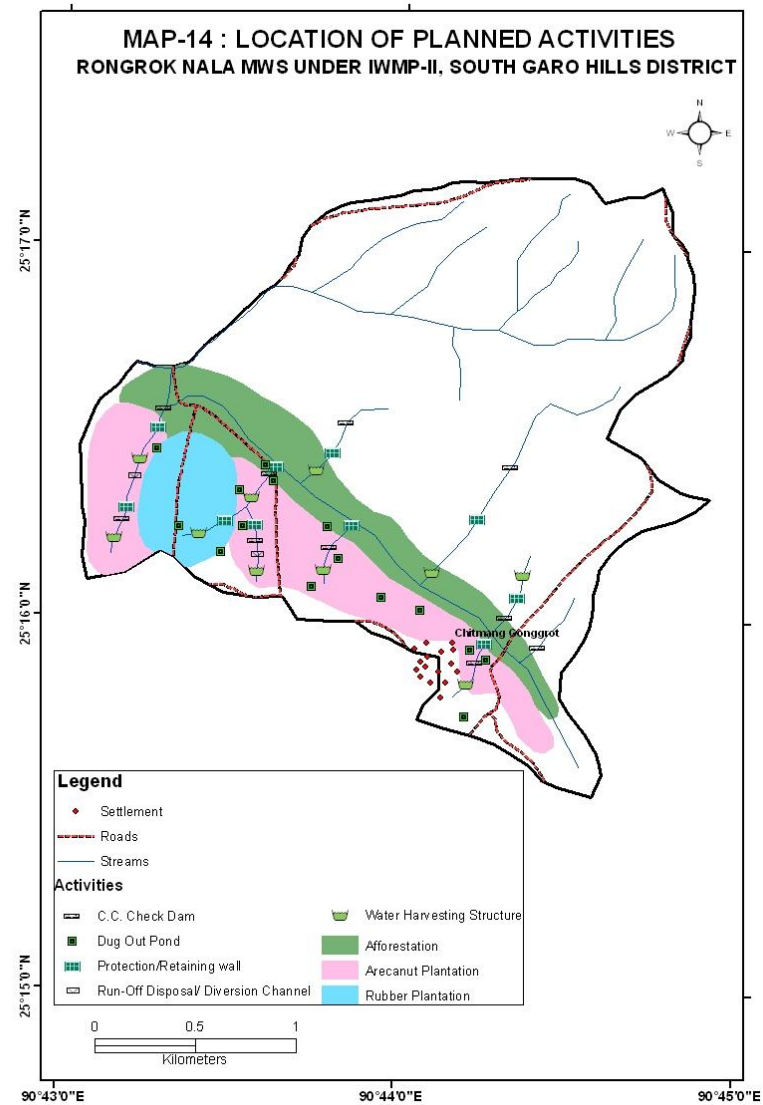 MAP-14 : LOCATION OF PLANNED ACTIVITIES
RONGROK NALA MWS UNDER IWMP-II, SOUTH GARO HILLS DISTRICT
N
W E
S
25°17'0"N
25°16'0"N
Chitmang Gonggrot
Legend
Settlement
Roads
Streams
Activities
C.C. Check Dam
Dug Out Pond
Protection/Retaining wall
Run-Off Disposal/ Diversion Channel
Water Harvesting Structure
Afforestation
Arecanut Plantation
Rubber Plantation
25°15'0"N
0 0.5 1
Kilometers
90°43'0"E 90°44'0"E 90°45'0"E